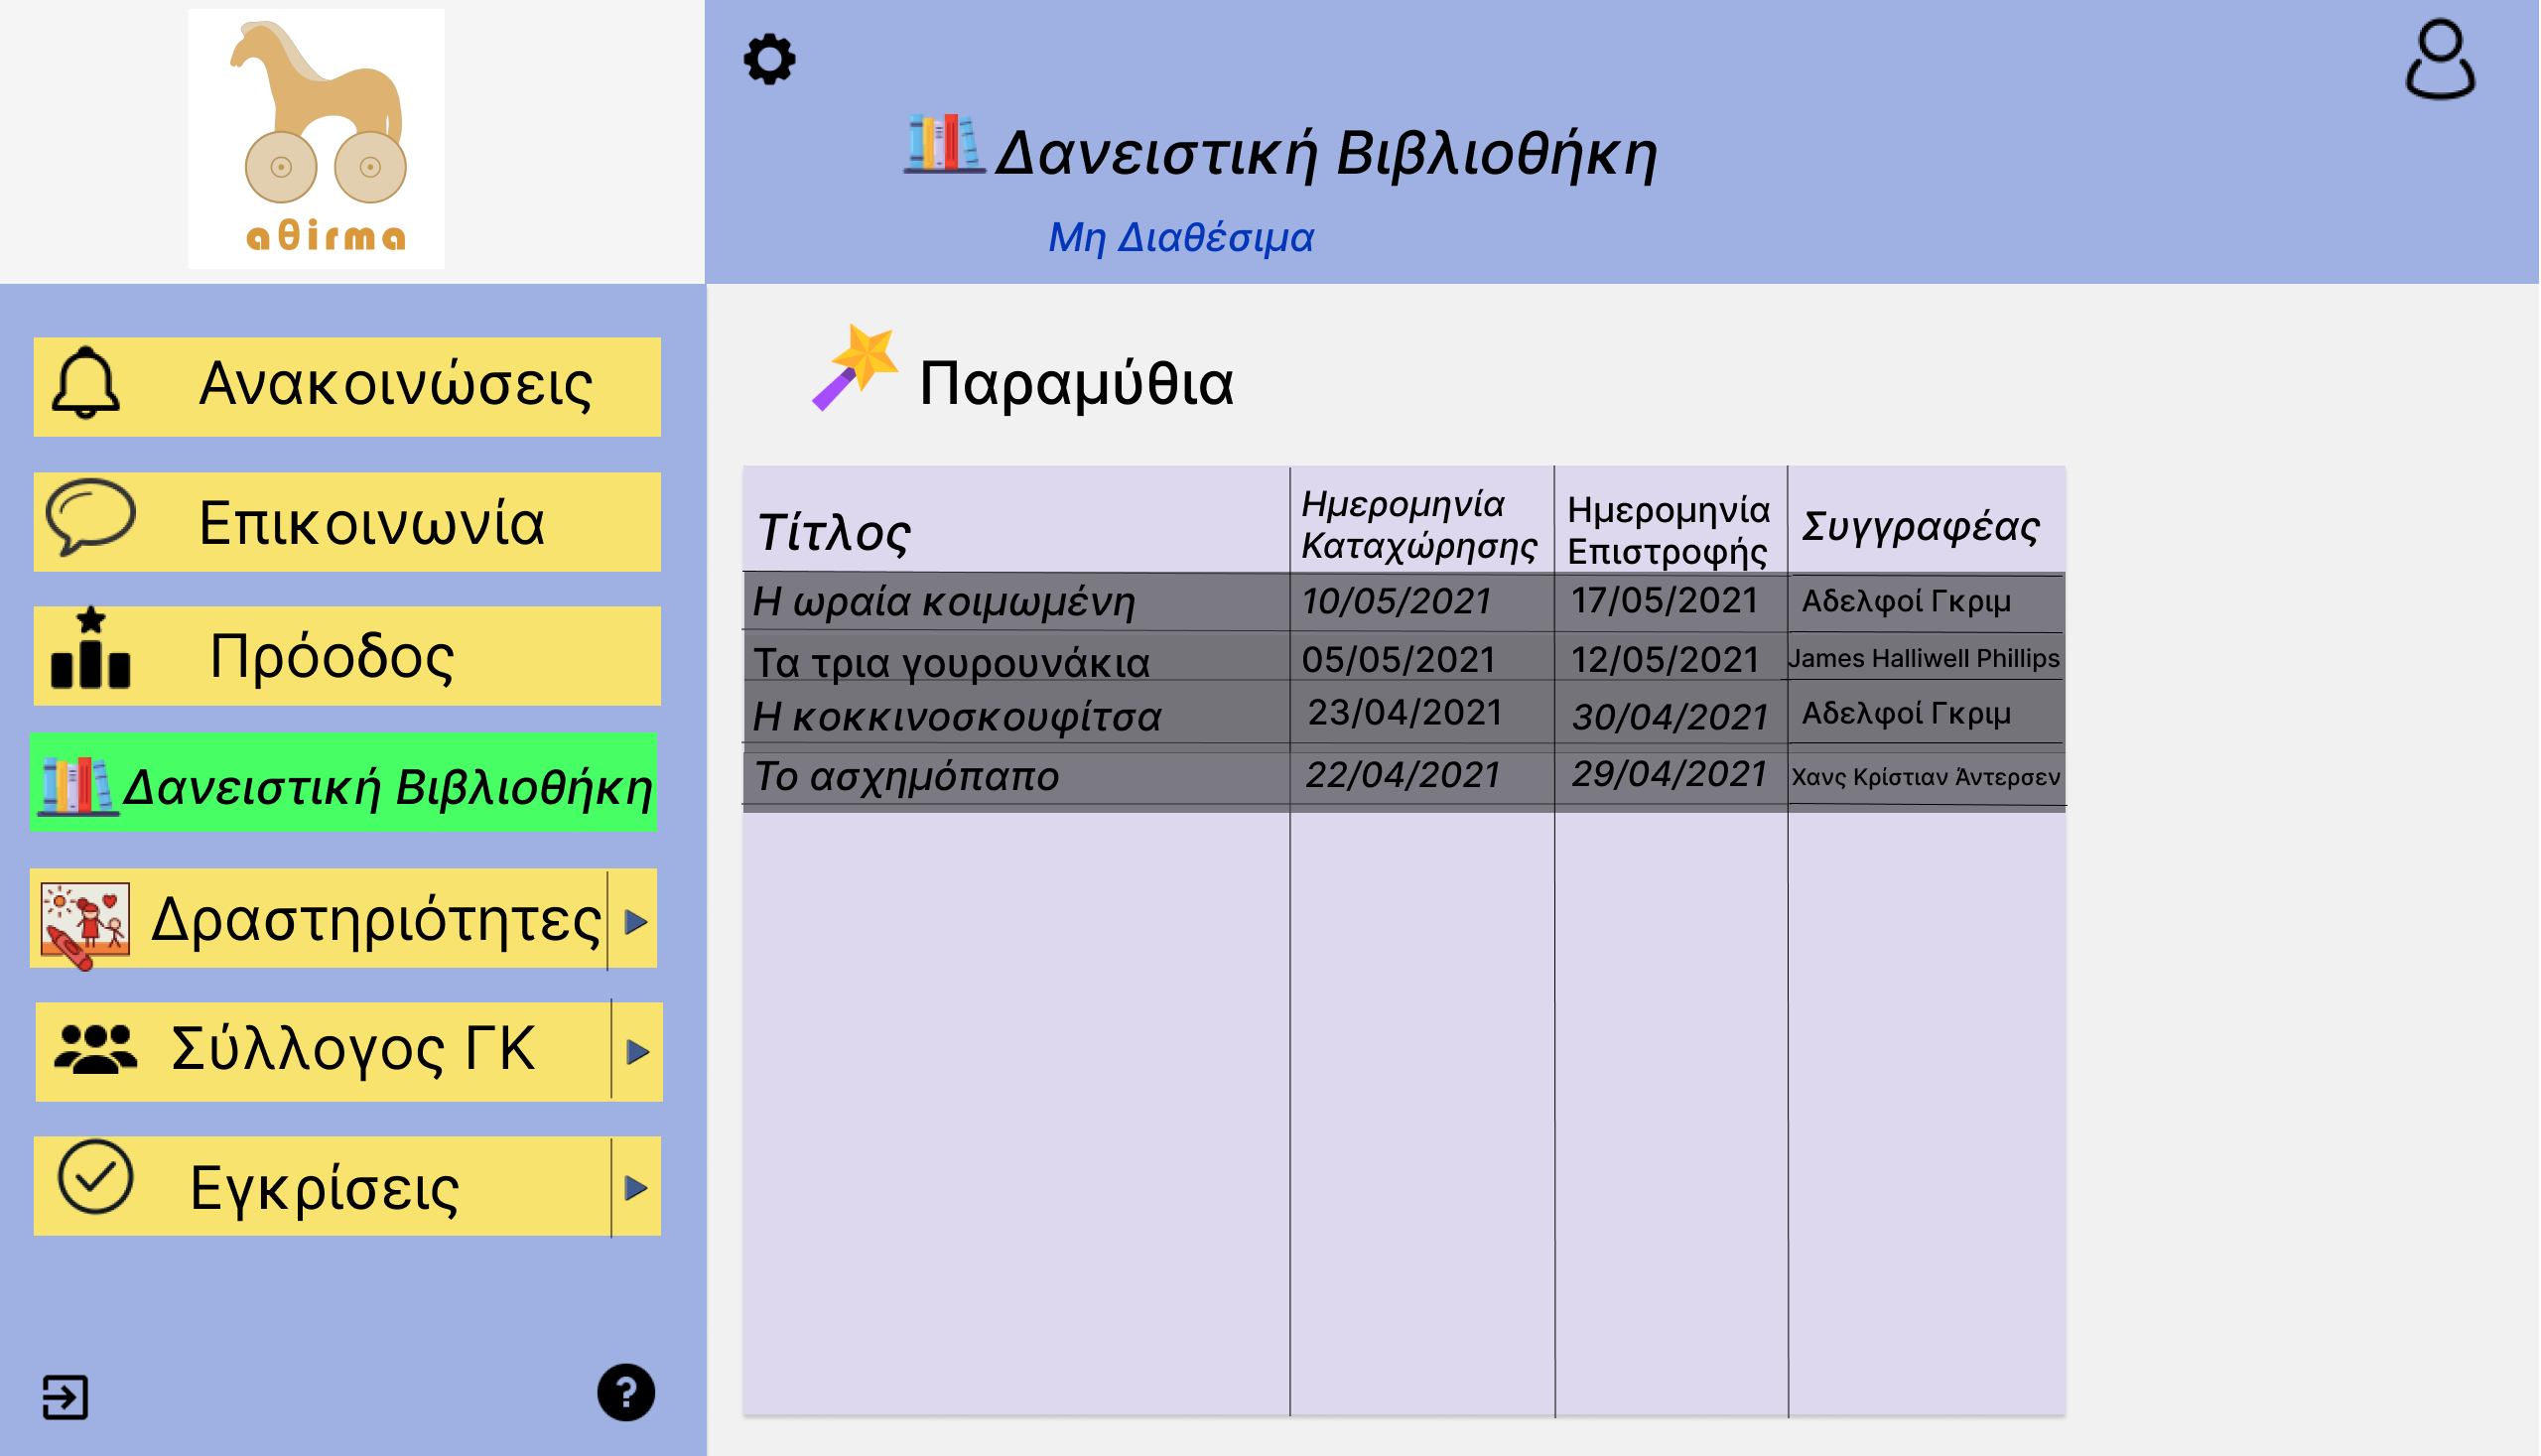 aθirma
Δανειστική Βιβλιοθήκη
Μη Διαθέσιμα
Ανακοινώσεις
Επικοινωνία
Πρόοδος
Δανειστική Βιβλιοθήκη
Δραστηριότητες
Σύλλογος ΓΚ
Εγκρίσεις
?
Παραμύθια
Τίτλος
Ημερομηνία
Καταχώρησης
Ημερομηνία
Επιστροφής
Συγγραφέας
Η ωραία κοιμωμένη 10/05/2021 17/05/2021 Αδελφοί Γκριμ
Τα τρια γουρουνάκια 05/05/2021 12/05/2021 James Halliwell Phillips
Η κοκκινοσκουφίτσα 23/04/2021 30/04/2021 Αδελφοί Γκριμ
Το ασχημόπαπο 22/04/2021 29/04/2021 Χανς Κρίστιαν Άντερσεν